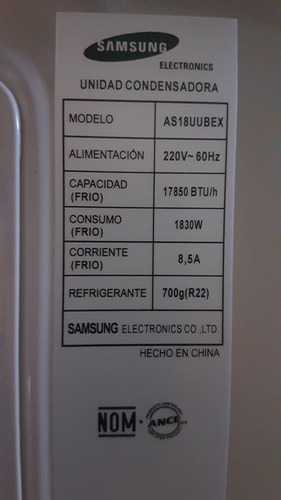 SAMSUNG
ELECTRONICS
UNIDAD CONDENSADORA
MODELO AS18UUBEX
ALIMENTACIÓN 220V~ 60Hz
CAPACIDAD (FRIO) 17850 BTU/h
CONSUMO (FRIO) 1830W
CORRIENTE (FRIO) 8,5A
REFRIGERANTE 700g(R22)
SAMSUNG ELECTRONICS CO.,LTD.
HECHO EN CHINA
NOM
ANCE